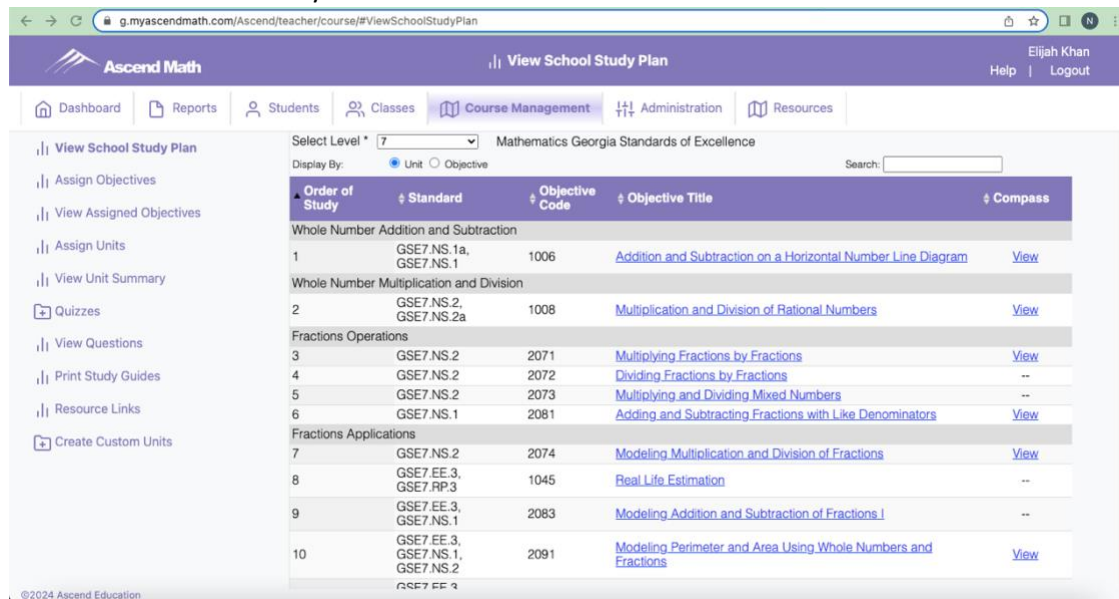 g.myascendmath.com/Ascend/teacher/course/#ViewSchoolStudyPlan
N
Ascend Math
View School Study Plan
Elijah Khan
Help | Logout
Dashboard
Reports
Students
Classes
Course Management
Administration
Resources
View School Study Plan
Assign Objectives
View Assigned Objectives
Assign Units
View Unit Summary
Quizzes
View Questions
Print Study Guides
Resource Links
Create Custom Units
Select Level * 7 Mathematics Georgia Standards of Excellence
Display By: Unit Objective Search:
Order of Study Standard Objective Code Objective Title Compass
Whole Number Addition and Subtraction
1 GSE7.NS.1a, GSE7.NS.1 1006 Addition and Subtraction on a Horizontal Number Line Diagram View
Whole Number Multiplication and Division
2 GSE7.NS.2, GSE7.NS.2a 1008 Multiplication and Division of Rational Numbers View
Fractions Operations
3 GSE7.NS.2 2071 Multiplying Fractions by Fractions View
4 GSE7.NS.2 2072 Dividing Fractions by Fractions --
5 GSE7.NS.2 2073 Multiplying and Dividing Mixed Numbers --
6 GSE7.NS.1 2081 Adding and Subtracting Fractions with Like Denominators View
Fractions Applications
7 GSE7.NS.2 2074 Modeling Multiplication and Division of Fractions View
8 GSE7.EE.3, GSE7.RP.3 1045 Real Life Estimation --
9 GSE7.EE.3, GSE7.NS.1 2083 Modeling Addition and Subtraction of Fractions I --
10 GSE7.EE.3, GSE7.NS.1, GSE7.NS.2 2091 Modeling Perimeter and Area Using Whole Numbers and Fractions View
©2024 Ascend Education